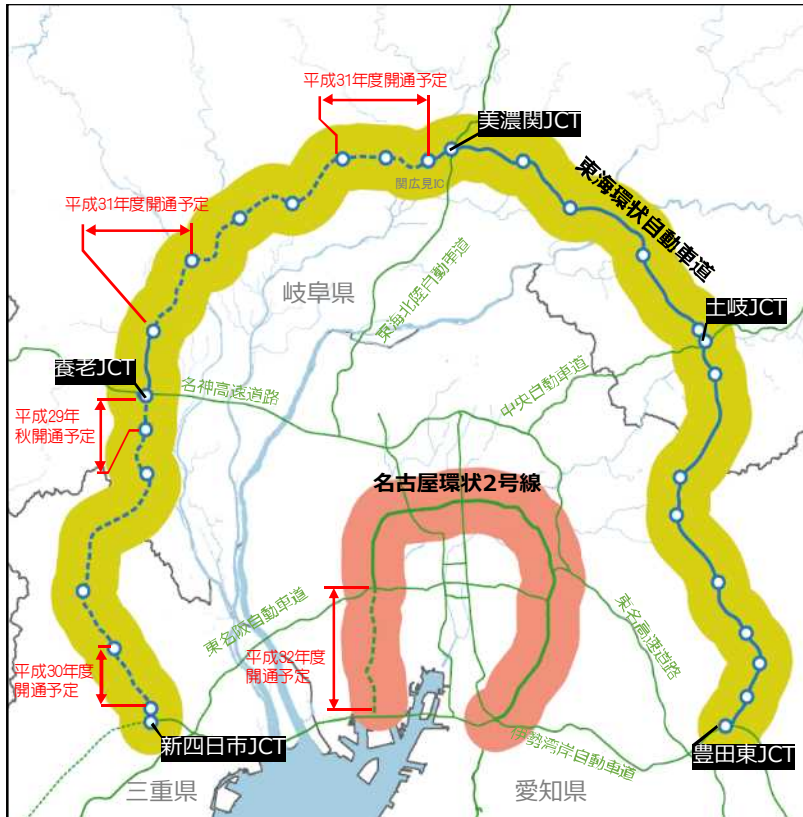 平成31年度開通予定
美濃関JCT
関広見IC
東海環状自動車道
平成31年度開通予定
岐阜県
東海北陸自動車道
土岐JCT
養老JCT
名神高速道路
中央自動車道
平成29年
秋開通予定
名古屋環状2号線
東名阪自動車道
東名高速道路
平成30年度
開通予定
平成32年度
開通予定
新四日市JCT
伊勢湾岸自動車道
豊田東JCT
三重県
愛知県